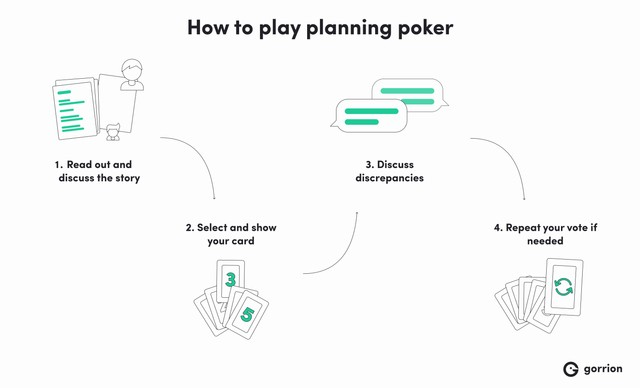 How to play planning poker
1. Read out and
discuss the story
2. Select and show
your card
3
5
3. Discuss
discrepancies
4. Repeat your vote if
needed
gorrion